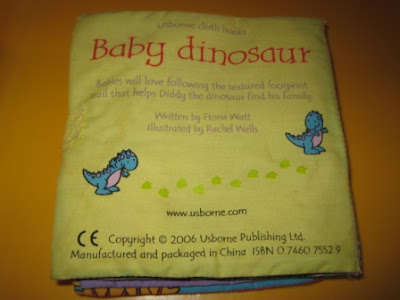 Usborne cloth books
Baby dinosaur
Babies will love following the textured footprint
trail that helps Diddy the dinosaur find his family.
Written by Fiona Watt
Illustrated by Rachel Wells
www.usborne.com
CE Copyright © 2006 Usborne Publishing Ltd.
Manufactured and packaged in China ISBN 0 7460 7552 9